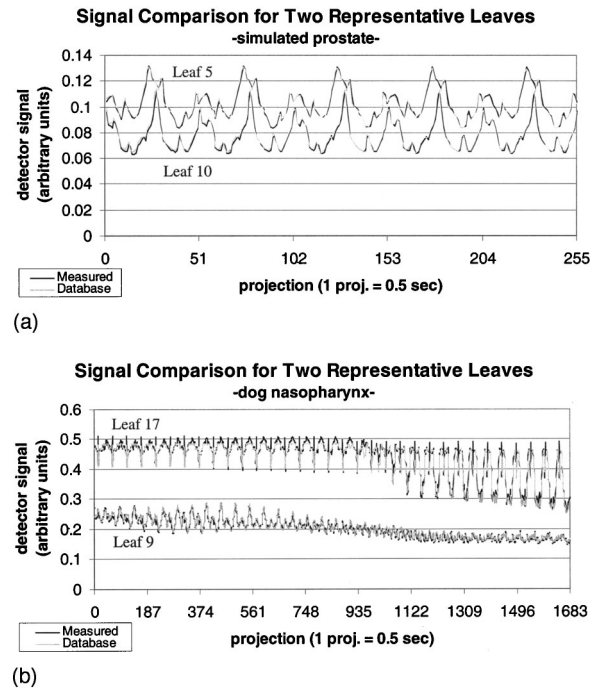 Signal Comparison for Two Representative Leaves
-simulated prostate-
detector signal
(arbitrary units)
0.14
0.12
0.1
0.08
0.06
0.04
0.02
0
Leaf 5
Leaf 10
0 51 102 153 204 255
projection (1 proj. = 0.5 sec)
Measured
Database
(a)
Signal Comparison for Two Representative Leaves
-dog nasopharynx-
detector signal
(arbitrary units)
0.6
0.5
0.4
0.3
0.2
0.1
0
Leaf 17
Leaf 9
0 187 374 561 748 935 1122 1309 1496 1683
projection (1 proj. = 0.5 sec)
Measured
Database
(b)